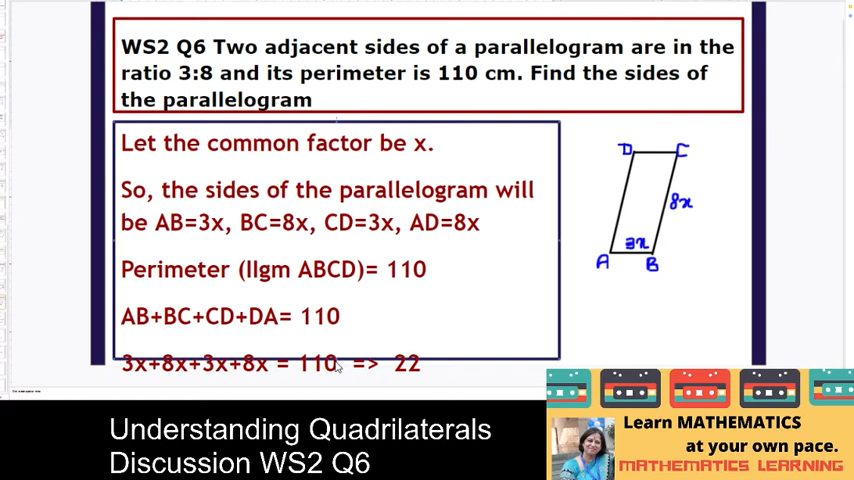 WS2 Q6 Two adjacent sides of a parallelogram are in the
ratio 3:8 and its perimeter is 110 cm. Find the sides of
the parallelogram
Let the common factor be x.
So, the sides of the parallelogram will
be AB=3x, BC=8x, CD=3x, AD=8x
Perimeter (IIgm ABCD)= 110
AB+BC+CD+DA= 110
3x+8x+3x+8x = 110 => 22
D C
8x
3x
A B
Understanding Quadrilaterals
Discussion WS2 Q6
Learn MATHEMATICS
at your own pace.
MATHEMATICS LEARNING